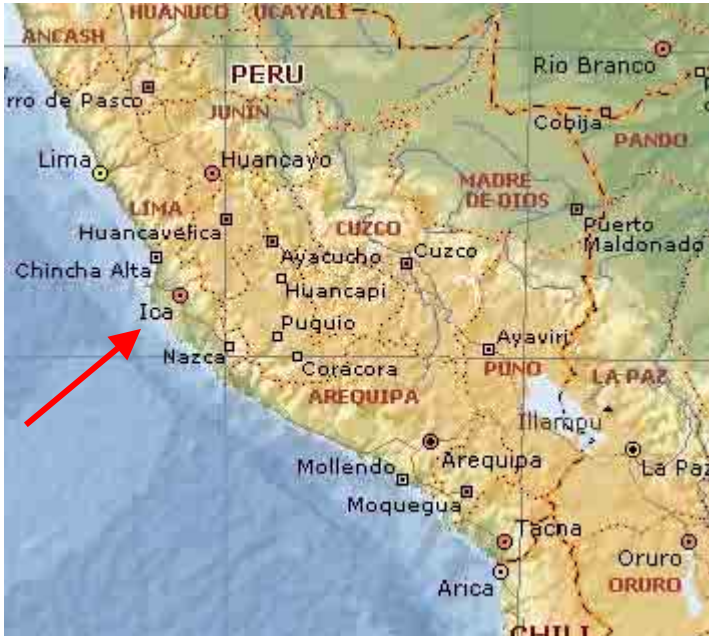 HUANUCO
UCAYALI
ANCASH
PERU
Rio Branco
rro de Pasco
JUNIN
Cobija
PANDO
Lima
Huancayo
MADRE
DE DIOS
LIMA
Huancavelica
CUZCO
Puerto
Maldonado
Ayacucho
Cuzco
Chincha Alta
Huancapi
Ica
Puquio
Nazca
Coracora
Ayaviri
PUNO
LA PAZ
AREQUIPA
Illampu
Arequipa
La Paz
Mollendo
Moquegua
Tacna
Oruro
Arica
ORURO
CHILI